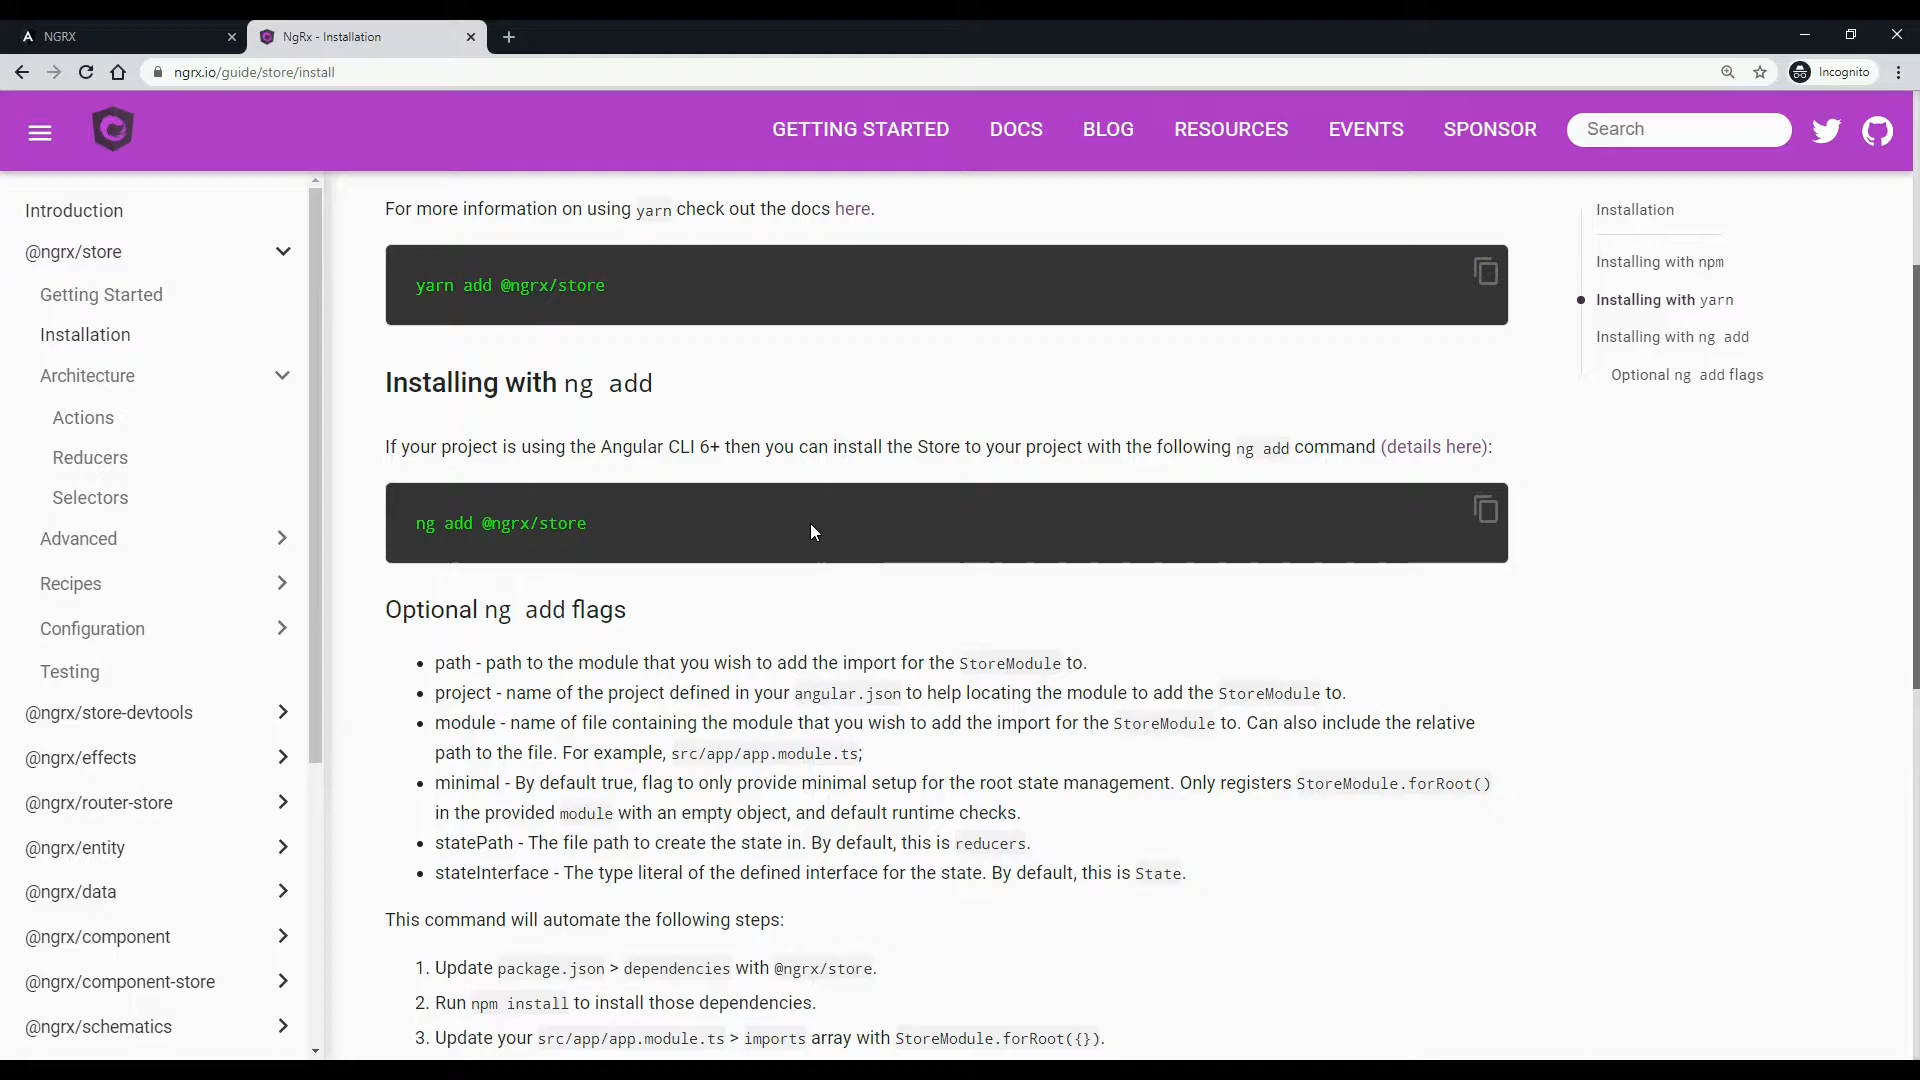 NGRX
NgRx - Installation
ngrx.io/guide/store/install
Incognito
GETTING STARTED
DOCS
BLOG
RESOURCES
EVENTS
SPONSOR
Search
Introduction
@ngrx/store
Getting Started
Installation
Architecture
Actions
Reducers
Selectors
Advanced
Recipes
Configuration
Testing
@ngrx/store-devtools
@ngrx/effects
@ngrx/router-store
@ngrx/entity
@ngrx/data
@ngrx/component
@ngrx/component-store
@ngrx/schematics
For more information on using yarn check out the docs here.
yarn add @ngrx/store
Installing with ng add
If your project is using the Angular CLI 6+ then you can install the Store to your project with the following ng add command (details here):
ng add @ngrx/store
Optional ng add flags
• path - path to the module that you wish to add the import for the StoreModule to.
• project - name of the project defined in your angular.json to help locating the module to add the StoreModule to.
• module - name of file containing the module that you wish to add the import for the StoreModule to. Can also include the relative
path to the file. For example, src/app/app.module.ts;
• minimal - By default true, flag to only provide minimal setup for the root state management. Only registers StoreModule.forRoot()
in the provided module with an empty object, and default runtime checks.
• statePath - The file path to create the state in. By default, this is reducers.
• stateInterface - The type literal of the defined interface for the state. By default, this is State.
This command will automate the following steps:
1. Update package.json > dependencies with @ngrx/store.
2. Run npm install to install those dependencies.
3. Update your src/app/app.module.ts > imports array with StoreModule.forRoot({}).
Installation
Installing with npm
Installing with yarn
Installing with ng add
Optional ng add flags